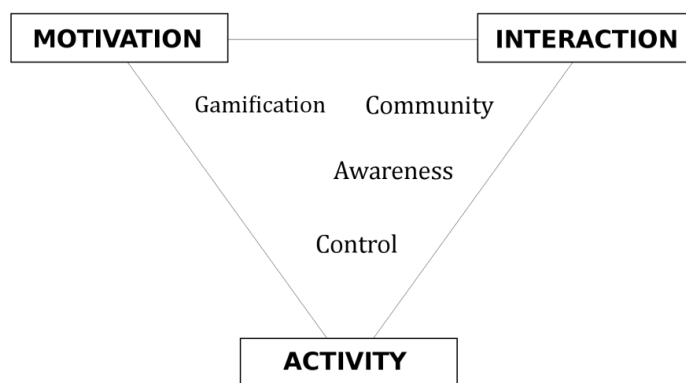 MOTIVATION
INTERACTION
Gamification
Community
Awareness
Control
ACTIVITY